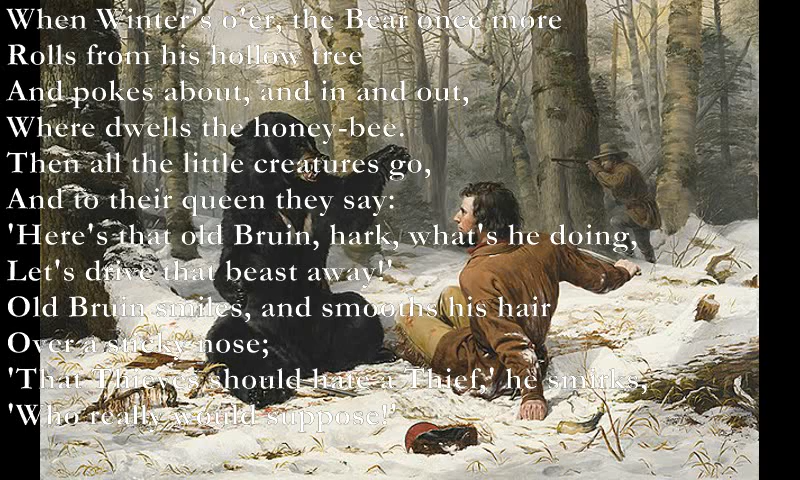 When Winter's o'er, the Bear once more
Rolls from his hollow tree
And pokes about, and in and out,
Where dwells the honey-bee.
Then all the little creatures go,
And to their queen they say:
'Here's that old Bruin, hark, what's he doing,
Let's drive that beast away!'
Old Bruin smiles, and smooths his hair
Over a sticky nose;
'That Thieves should hate a Thief,' he smirks,
'Who really would suppose!'